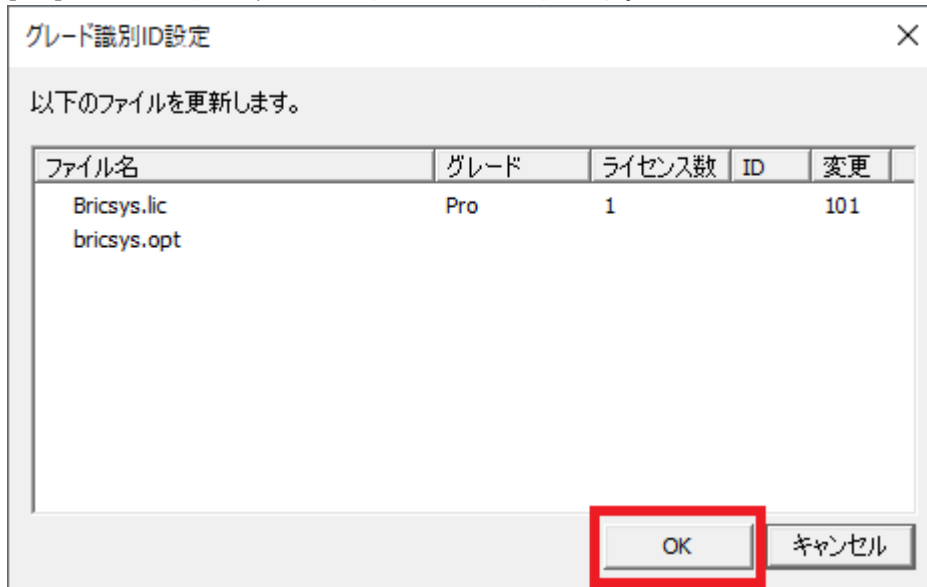 グレード識別ID設定
以下のファイルを更新します。
ファイル名 グレード ライセンス数 ID 変更
Bricsys.lic Pro 1 101
bricsys.opt
OK キャンセル